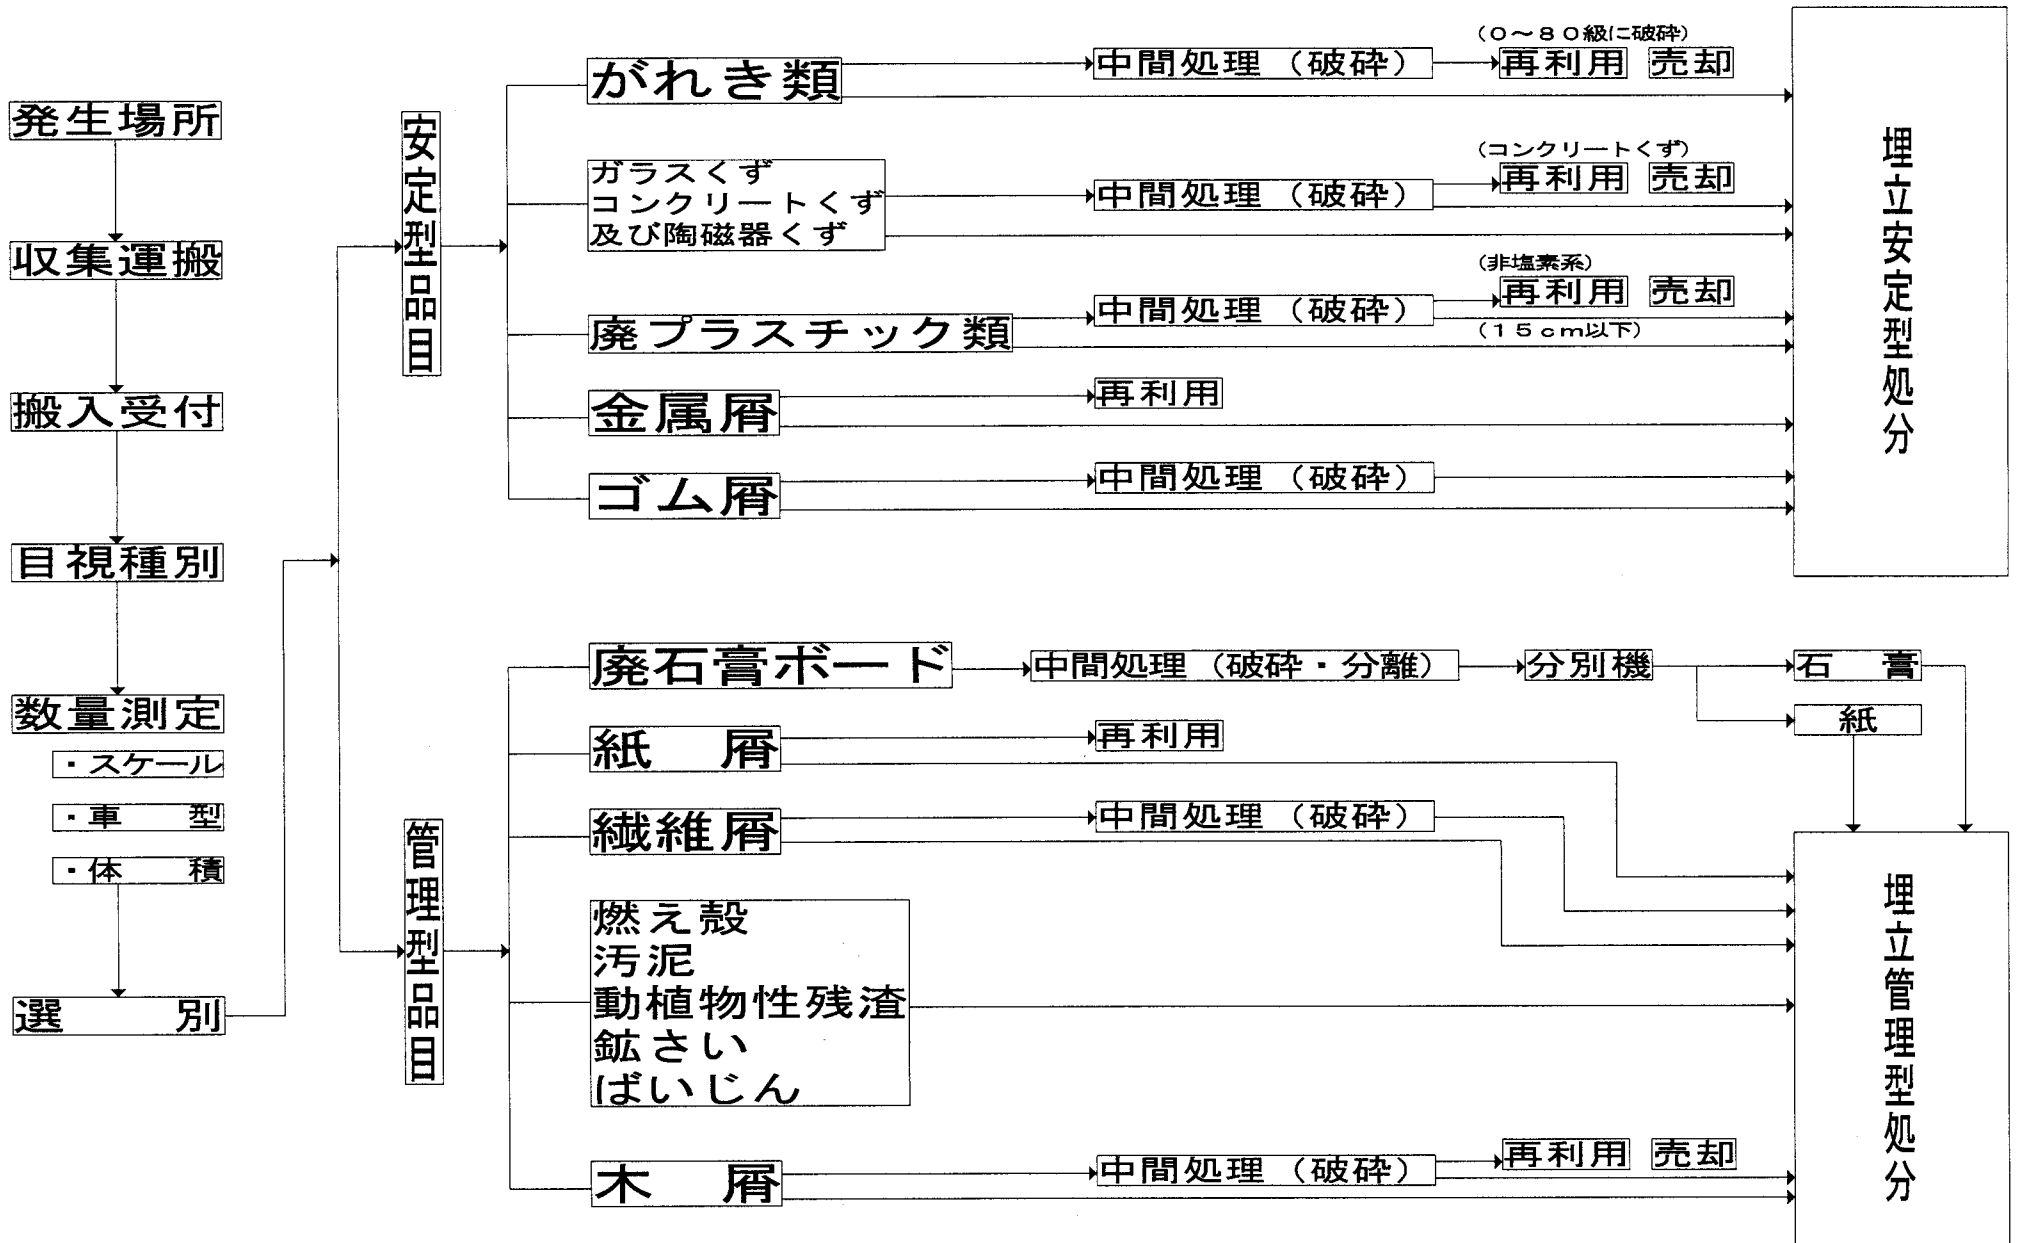 発生場所
収集運搬
搬入受付
目視種別
数量測定
・スケール
・車　型
・体　積
選　別
安定型品目
がれき類
中間処理（破砕）
（０～８０級に破砕）
再利用　売却
ガラスくず
コンクリートくず
及び陶磁器くず
中間処理（破砕）
（コンクリートくず）
再利用　売却
廃プラスチック類
中間処理（破砕）
（非塩素系）
再利用　売却
（１５ｃｍ以下）
金属屑
再利用
ゴム屑
中間処理（破砕）
埋立安定型処分
管理型品目
廃石膏ボード
中間処理（破砕・分離）
分別機
石　膏
紙
紙　屑
再利用
繊維屑
中間処理（破砕）
燃え殻
汚泥
動植物性残渣
鉱さい
ばいじん
木　屑
中間処理（破砕）
再利用　売却
埋立管理型処分